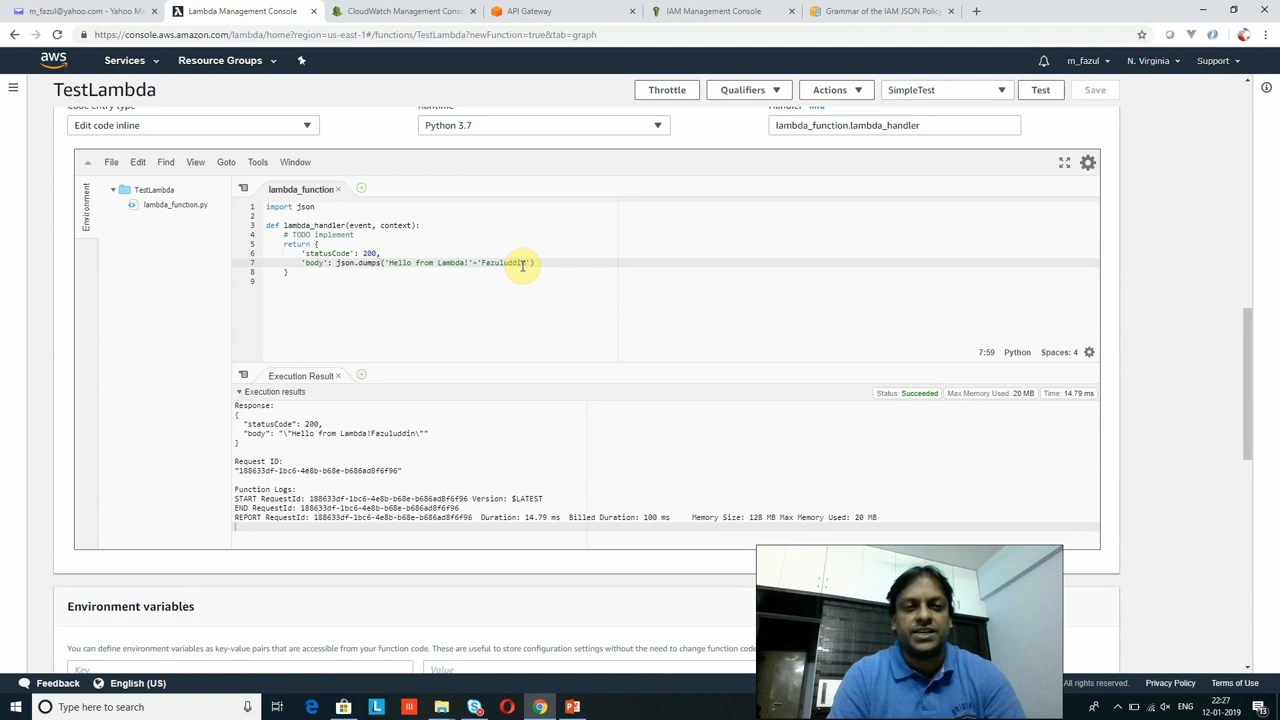 m_fazul@yahoo.com - Yahoo M
Lambda Management Console
CloudWatch Management Conso
API Gateway
IAM Management Console
Grammar of the IAM JSON Policy
https://console.aws.amazon.com/lambda/home?region=us-east-1#/functions/TestLambda?newFunction=true&tab=graph
aws
Services
Resource Groups
m_fazul
N. Virginia
Support
TestLambda
Throttle
Qualifiers
Actions
SimpleTest
Test
Save
Code entry type
Runtime
Handler
Edit code inline
Python 3.7
lambda_function.lambda_handler
File Edit Find View Goto Tools Window
Environment
TestLambda
lambda_function.py
lambda_function
1 import json
2
3 def lambda_handler(event, context):
4 # TODO implement
5 return {
6 'statusCode': 200,
7 'body': json.dumps('Hello from Lambda!'+'Fazuluddin')
8 }
9
7:59 Python Spaces: 4
Execution Result
Execution results
Status: Succeeded
Max Memory Used: 20 MB
Time: 14.79 ms
Response:
{
"statusCode": 200,
"body": "\"Hello from Lambda!Fazuluddin\""
}
Request ID:
"188633df-1bc6-4e8b-b68e-b686ad8f6f96"
Function Logs:
START RequestId: 188633df-1bc6-4e8b-b68e-b686ad8f6f96 Version: $LATEST
END RequestId: 188633df-1bc6-4e8b-b68e-b686ad8f6f96
REPORT RequestId: 188633df-1bc6-4e8b-b68e-b686ad8f6f96 Duration: 14.79 ms Billed Duration: 100 ms Memory Size: 128 MB Max Memory Used: 20 MB
Environment variables
You can define environment variables as key-value pairs that are accessible from your function code. These are useful to store configuration settings without the need to change function code
Key
Value
Feedback
English (US)
All rights reserved.
Privacy Policy
Terms of Use
Type here to search
ENG
22:27
12-01-2019